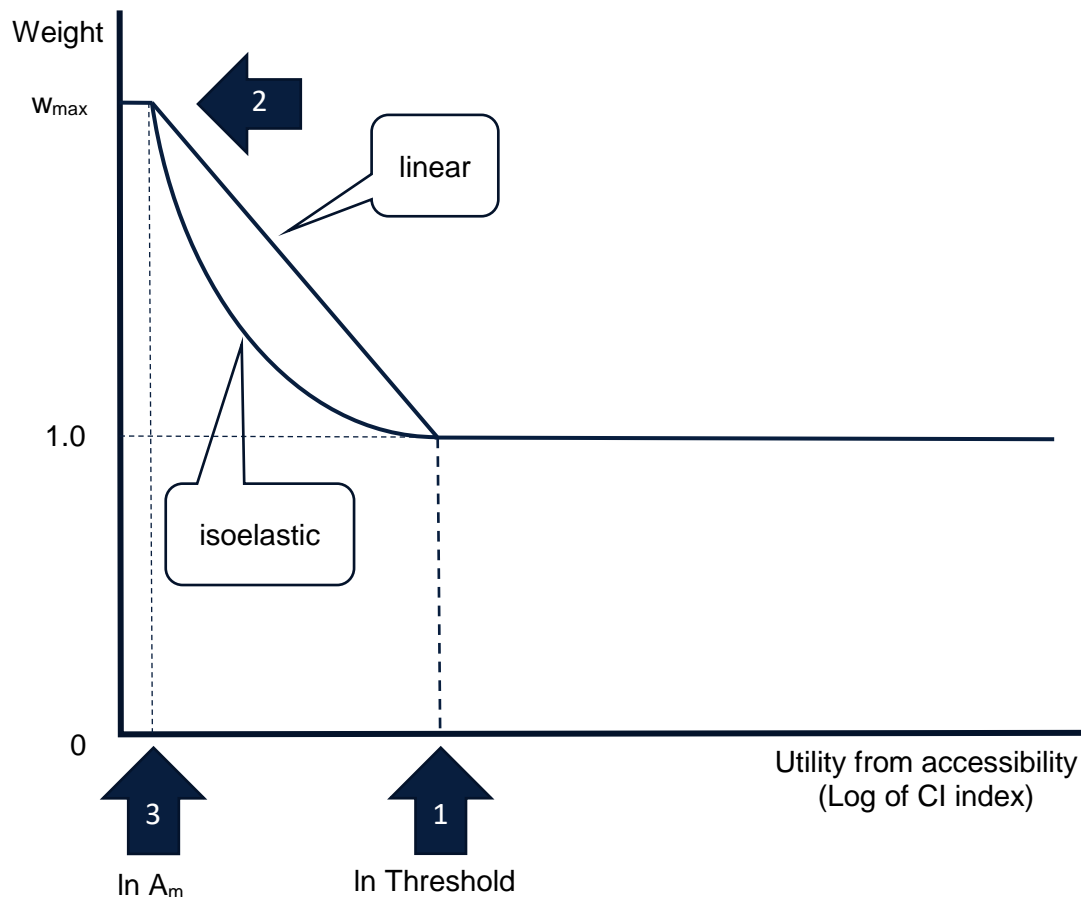 Weight
wmax
2
linear
1.0
isoelastic
0
Utility from accessibility
(Log of CI index)
3
1
ln Am
ln Threshold